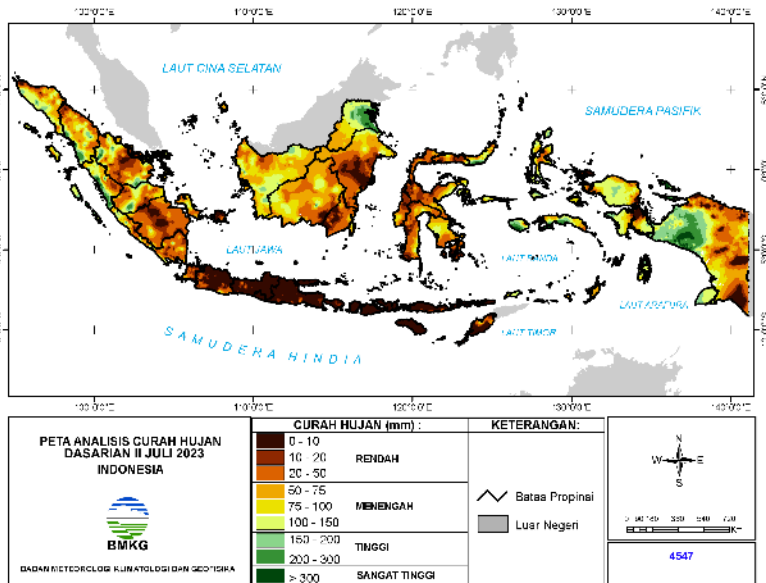 100°0'0"E 110°0'0"E 120°0'0"E 130°0'0"E 140°0'0"E
LAUT CINA SELATAN
SAMUDERA PASIFIK
LAUT JAWA
LAUT BANDA
LAUT ARAFURA
LAUT TIMOR
SAMUDERA HINDIA
100°0'0"E 110°0'0"E 120°0'0"E 130°0'0"E 140°0'0"E
PETA ANALISIS CURAH HUJAN
DASARIAN II JULI 2023
INDONESIA
BMKG
BADAN METEOROLOGI KLIMATOLOGI DAN GEOFISIKA
CURAH HUJAN (mm) :
0 - 10
10 - 20
RENDAH
20 - 50
50 - 75
75 - 100
MENENGAH
100 - 150
150 - 200
TINGGI
200 - 300
> 300
SANGAT TINGGI
KETERANGAN:
Batas Propinsi
Luar Negeri
N
W E
S
Km
4547